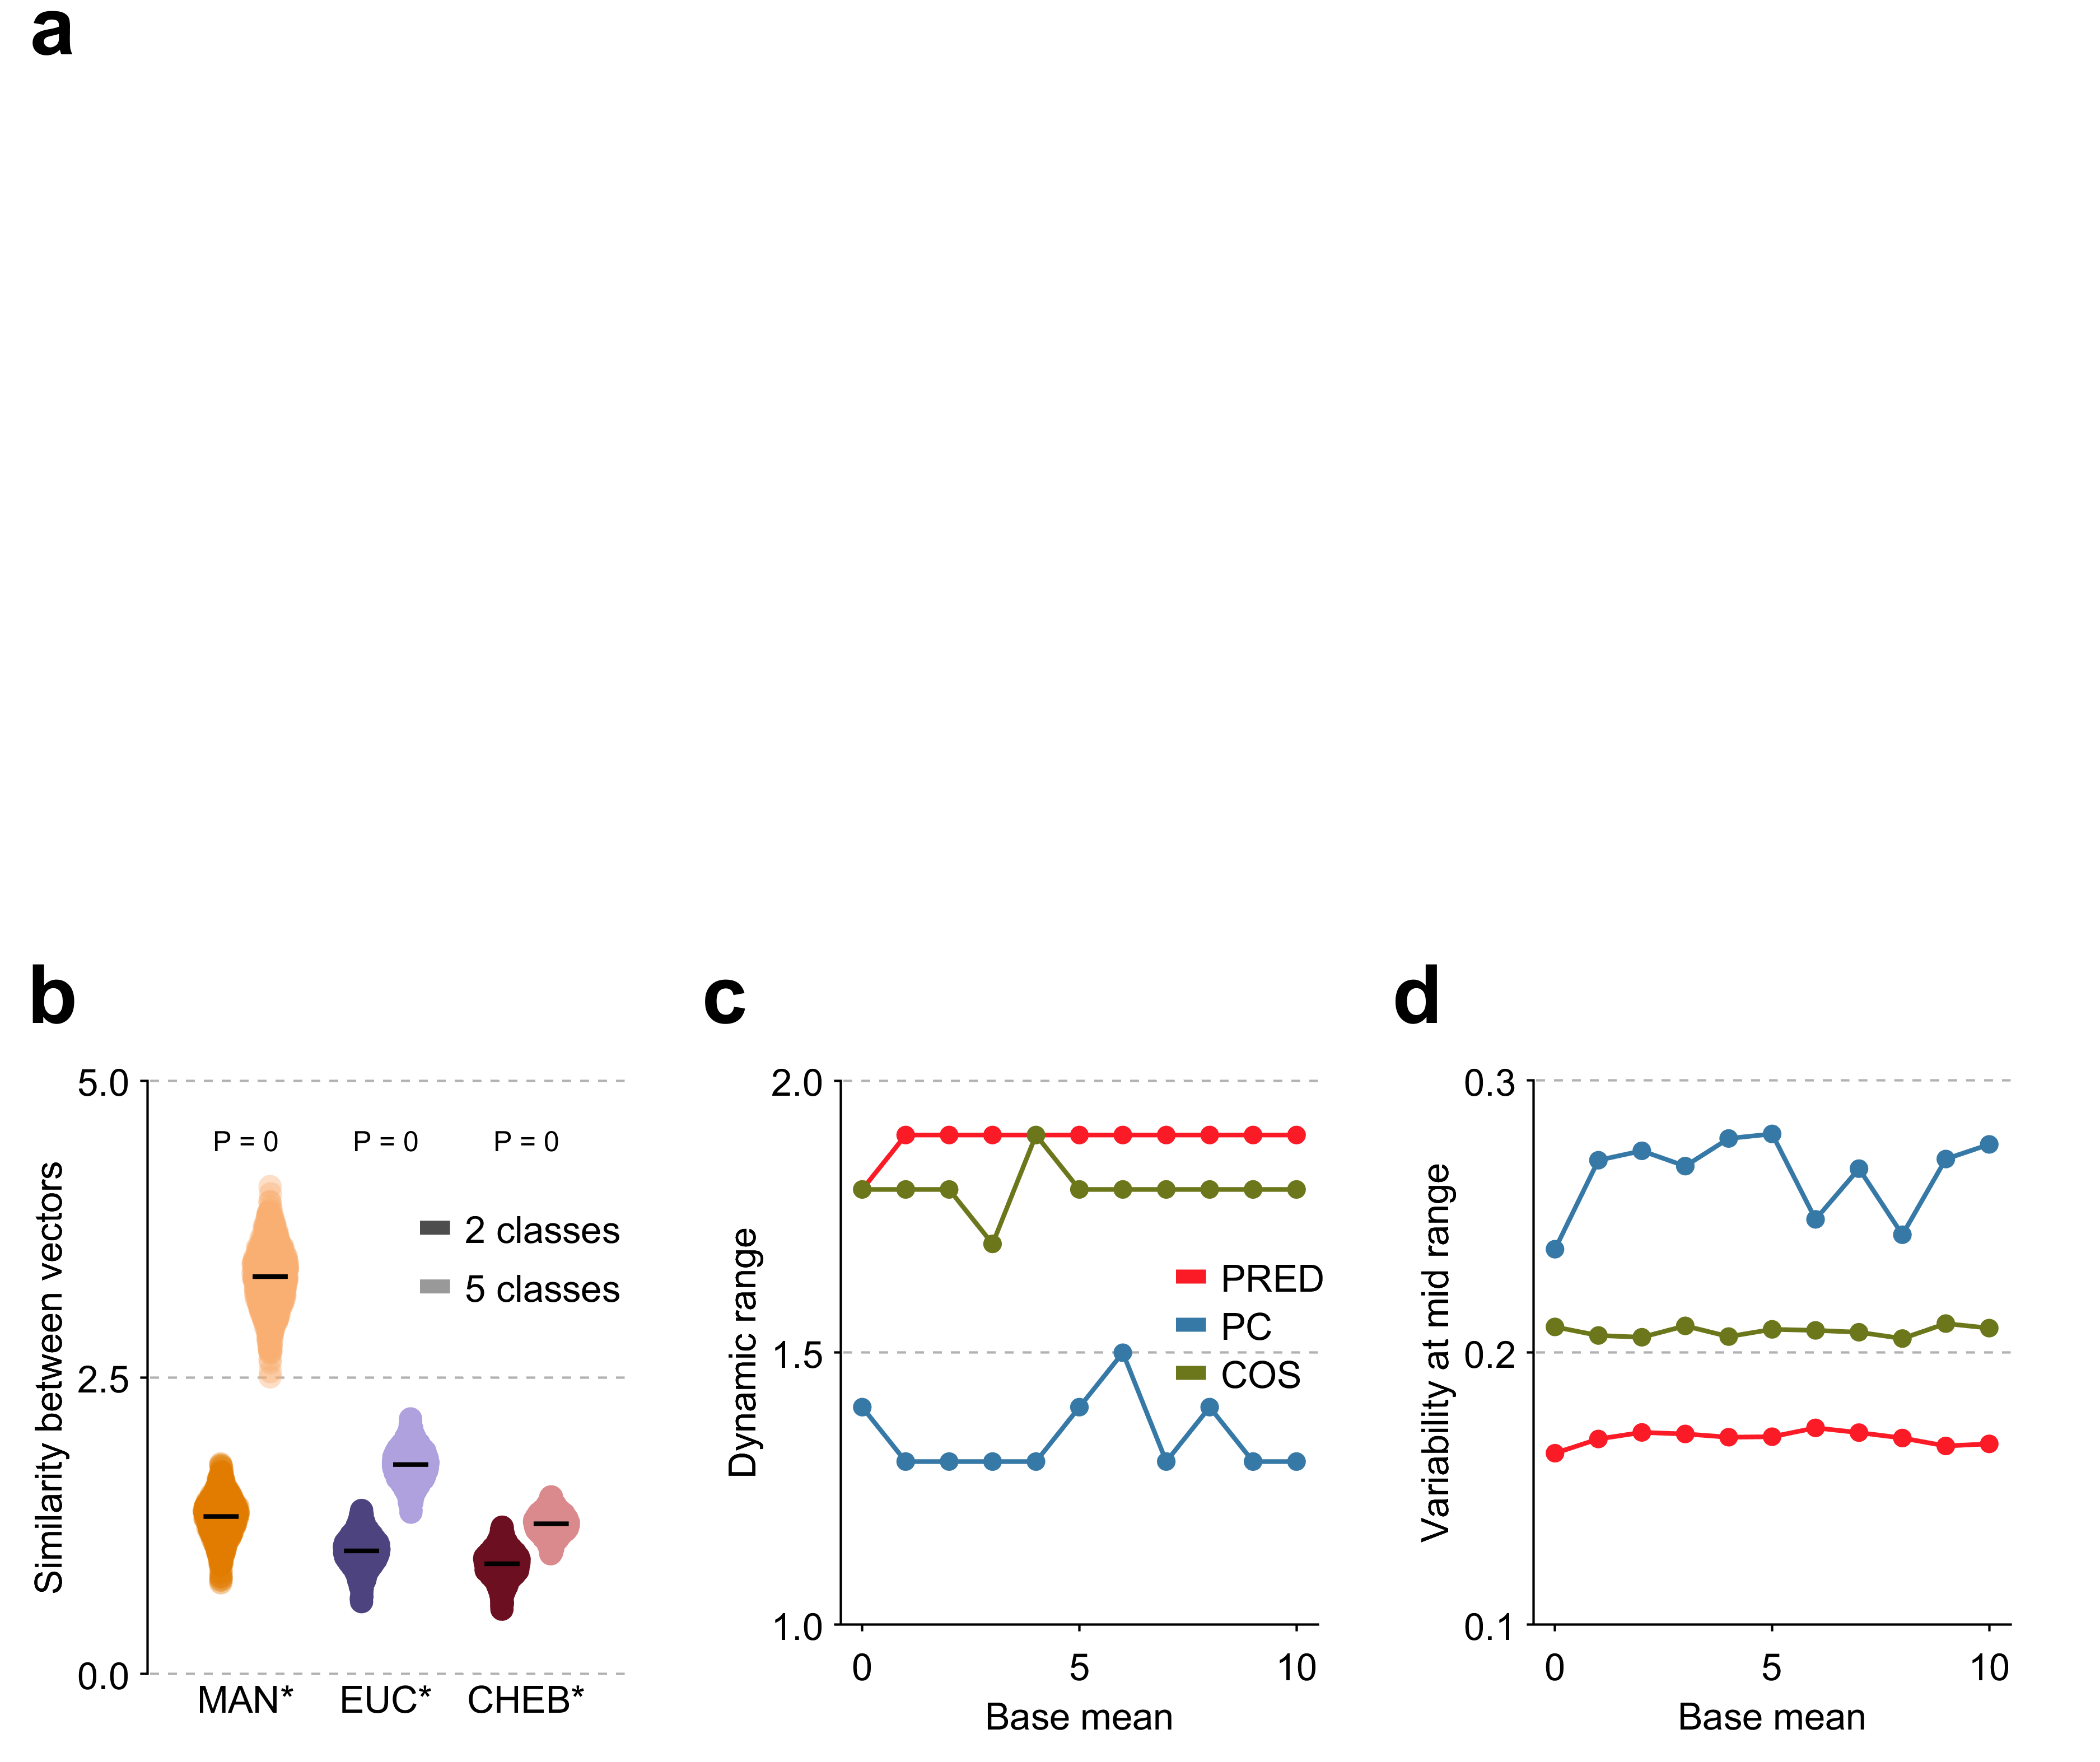 a
b
Similarity between vectors
5.0
2.5
0.0
P = 0
P = 0
P = 0
2 classes
5 classes
MAN*
EUC*
CHEB*
c
Dynamic range
2.0
1.5
1.0
PRED
PC
COS
0
5
10
Base mean
d
Variability at mid range
0.3
0.2
0.1
0
5
10
Base mean